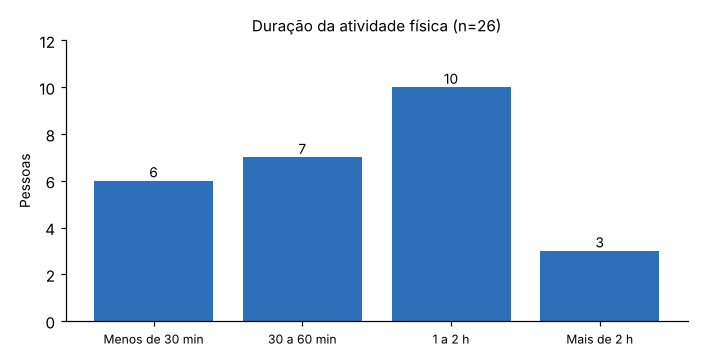 Duração da atividade física (n=26)
Pessoas
12
10
8
6
4
2
0
6
7
10
3
Menos de 30 min
30 a 60 min
1 a 2 h
Mais de 2 h